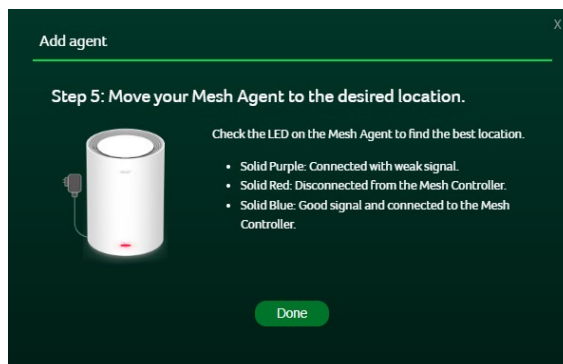 X
Add agent
Step 5: Move your Mesh Agent to the desired location.
Check the LED on the Mesh Agent to find the best location.
• Solid Purple: Connected with weak signal.
• Solid Red: Disconnected from the Mesh Controller.
• Solid Blue: Good signal and connected to the Mesh
Controller.
Done